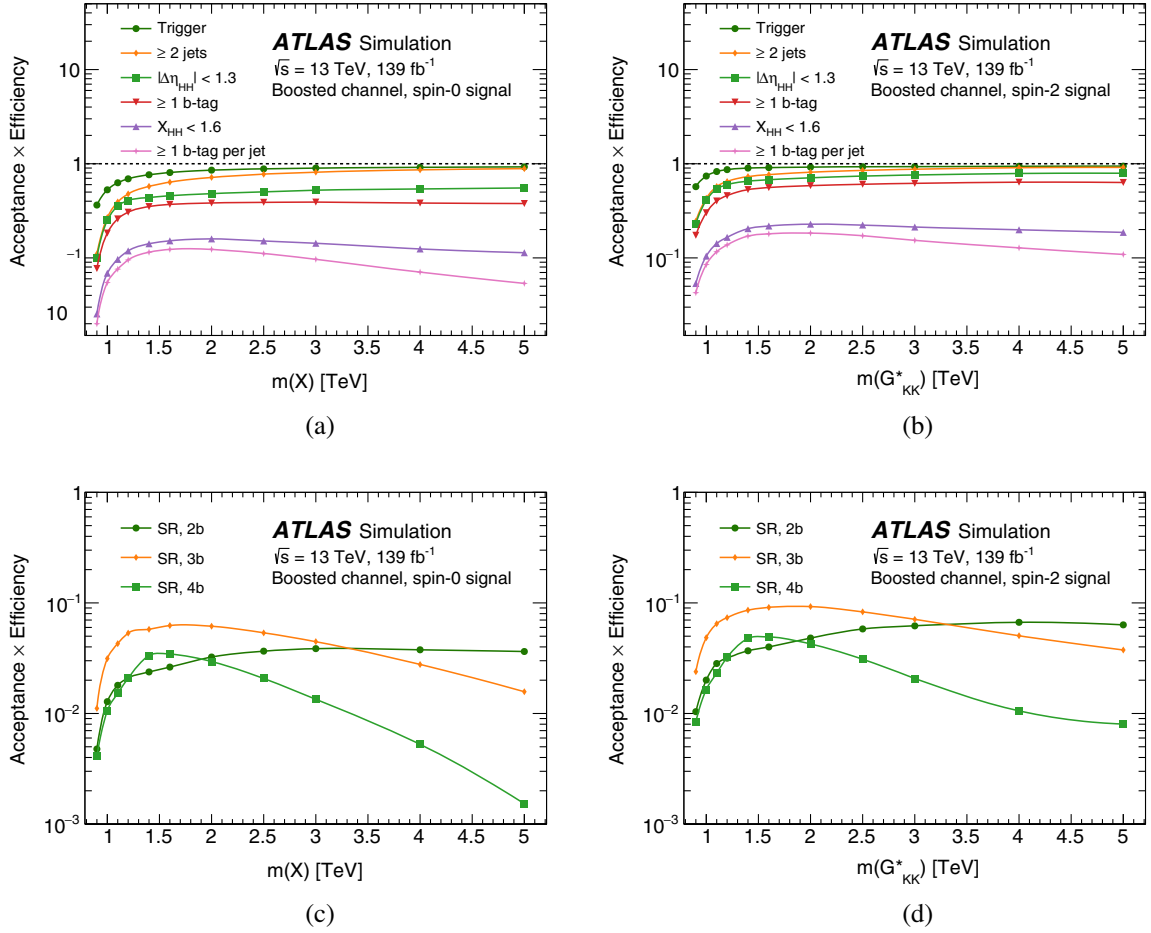 Trigger
≥ 2 jets
|Δη_HH| < 1.3
≥ 1 b-tag
X_HH < 1.6
≥ 1 b-tag per jet
ATLAS Simulation
√s = 13 TeV, 139 fb⁻¹
Boosted channel, spin-0 signal
Acceptance × Efficiency
10
1
−1
10
1 1.5 2 2.5 3 3.5 4 4.5 5
m(X) [TeV]
(a)
Trigger
≥ 2 jets
|Δη_HH| < 1.3
≥ 1 b-tag
X_HH < 1.6
≥ 1 b-tag per jet
ATLAS Simulation
√s = 13 TeV, 139 fb⁻¹
Boosted channel, spin-2 signal
Acceptance × Efficiency
10
1
10⁻¹
1 1.5 2 2.5 3 3.5 4 4.5 5
m(G*_KK) [TeV]
(b)
SR, 2b
SR, 3b
SR, 4b
ATLAS Simulation
√s = 13 TeV, 139 fb⁻¹
Boosted channel, spin-0 signal
Acceptance × Efficiency
1
10⁻¹
10⁻²
10⁻³
1 1.5 2 2.5 3 3.5 4 4.5 5
m(X) [TeV]
(c)
SR, 2b
SR, 3b
SR, 4b
ATLAS Simulation
√s = 13 TeV, 139 fb⁻¹
Boosted channel, spin-2 signal
Acceptance × Efficiency
1
10⁻¹
10⁻²
10⁻³
1 1.5 2 2.5 3 3.5 4 4.5 5
m(G*_KK) [TeV]
(d)